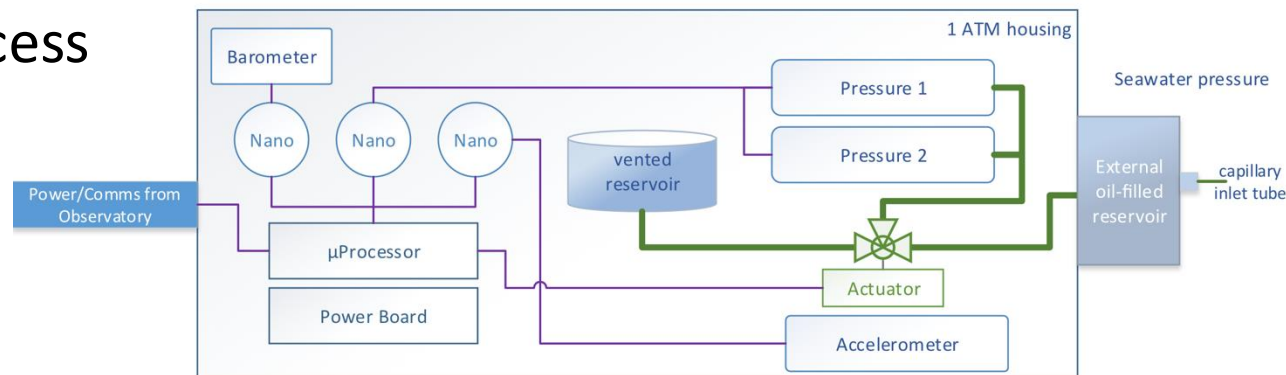 cess
1 ATM housing
Barometer
Pressure 1
Seawater pressure
Nano
Nano
Nano
vented
reservoir
Pressure 2
External
oil-filled
reservoir
capillary
inlet tube
Power/Comms from
Observatory
µProcessor
Actuator
Power Board
Accelerometer